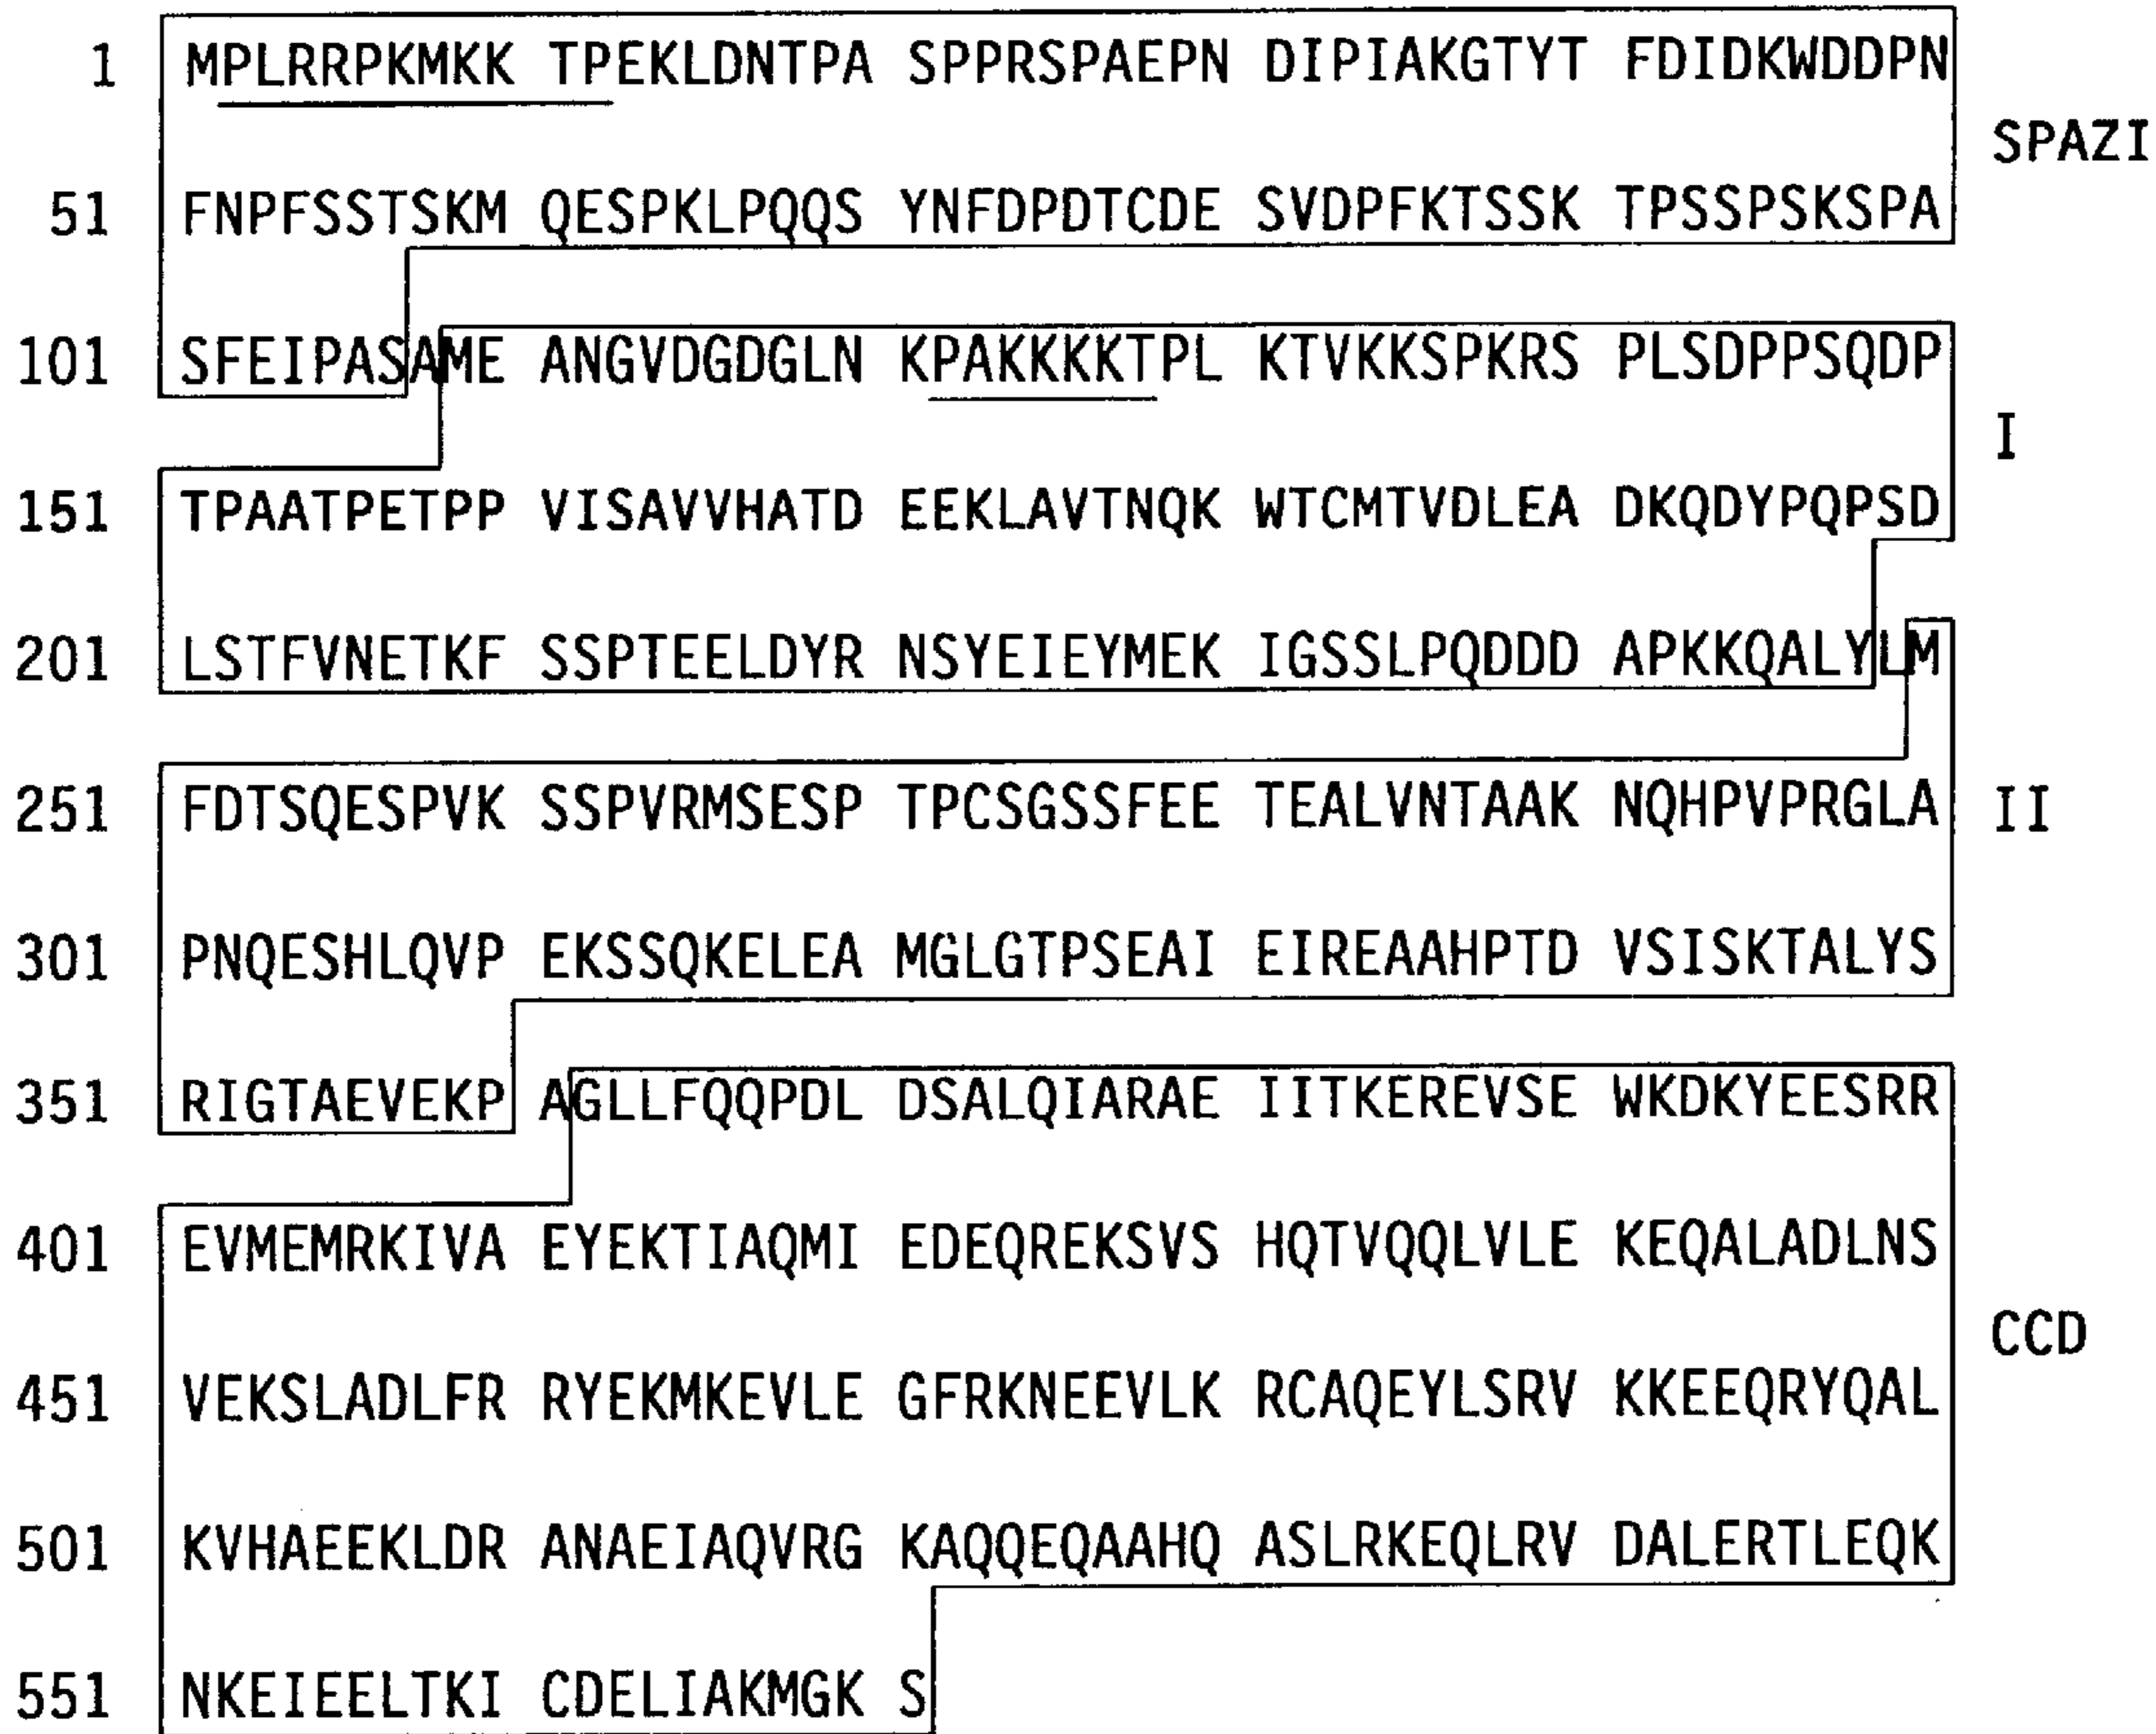 1 MPLRRPKMKK TPEKLDNTPA SPPRSPAEPN DIPIAKGTYT FDIDKWDDPN
SPAZI
51 FNPFSSTSKM QESPKLPQQS YNFDPDTCDE SVDPFKTSSK TPSSPSKSPA
101 SFEIPASAME ANGVDGDGLN KPAKKKKTPL KTVKKSPKRS PLSDPPSQDP
I
151 TPAATPETPP VISAVVHATD EEKLAVTNQK WTCMTVDLEA DKQDYPQPSD
201 LSTFVNETKF SSPTEELDYR NSYEIEYMEK IGSSLPQDDD APKKQALYLM
251 FDTSQESPVK SSPVRMSESP TPCSGSSFEE TEALVNTAAK NQHPVPRGLA II
301 PNQESHLQVP EKSSQKELEA MGLGTPSEAI EIREAAHPTD VSISKTALYS
351 RIGTAEVEKP AGLLFQQPDL DSALQIARAE IITKEREVSE WKDKYEESRR
401 EVMEMRKIVA EYEKTIAQMI EDEQREKSVS HQTVQQLVLE KEQALADLNS
CCD
451 VEKSLADLFR RYEKMKEVLE GFRKNEEVLK RCAQEYLSRV KKEEQRYQAL
501 KVHAEEKLDR ANAEIAQVRG KAQQEQAAHQ ASLRKEQLRV DALERTLEQK
551 NKEIEELTKI CDELIAKMGK S